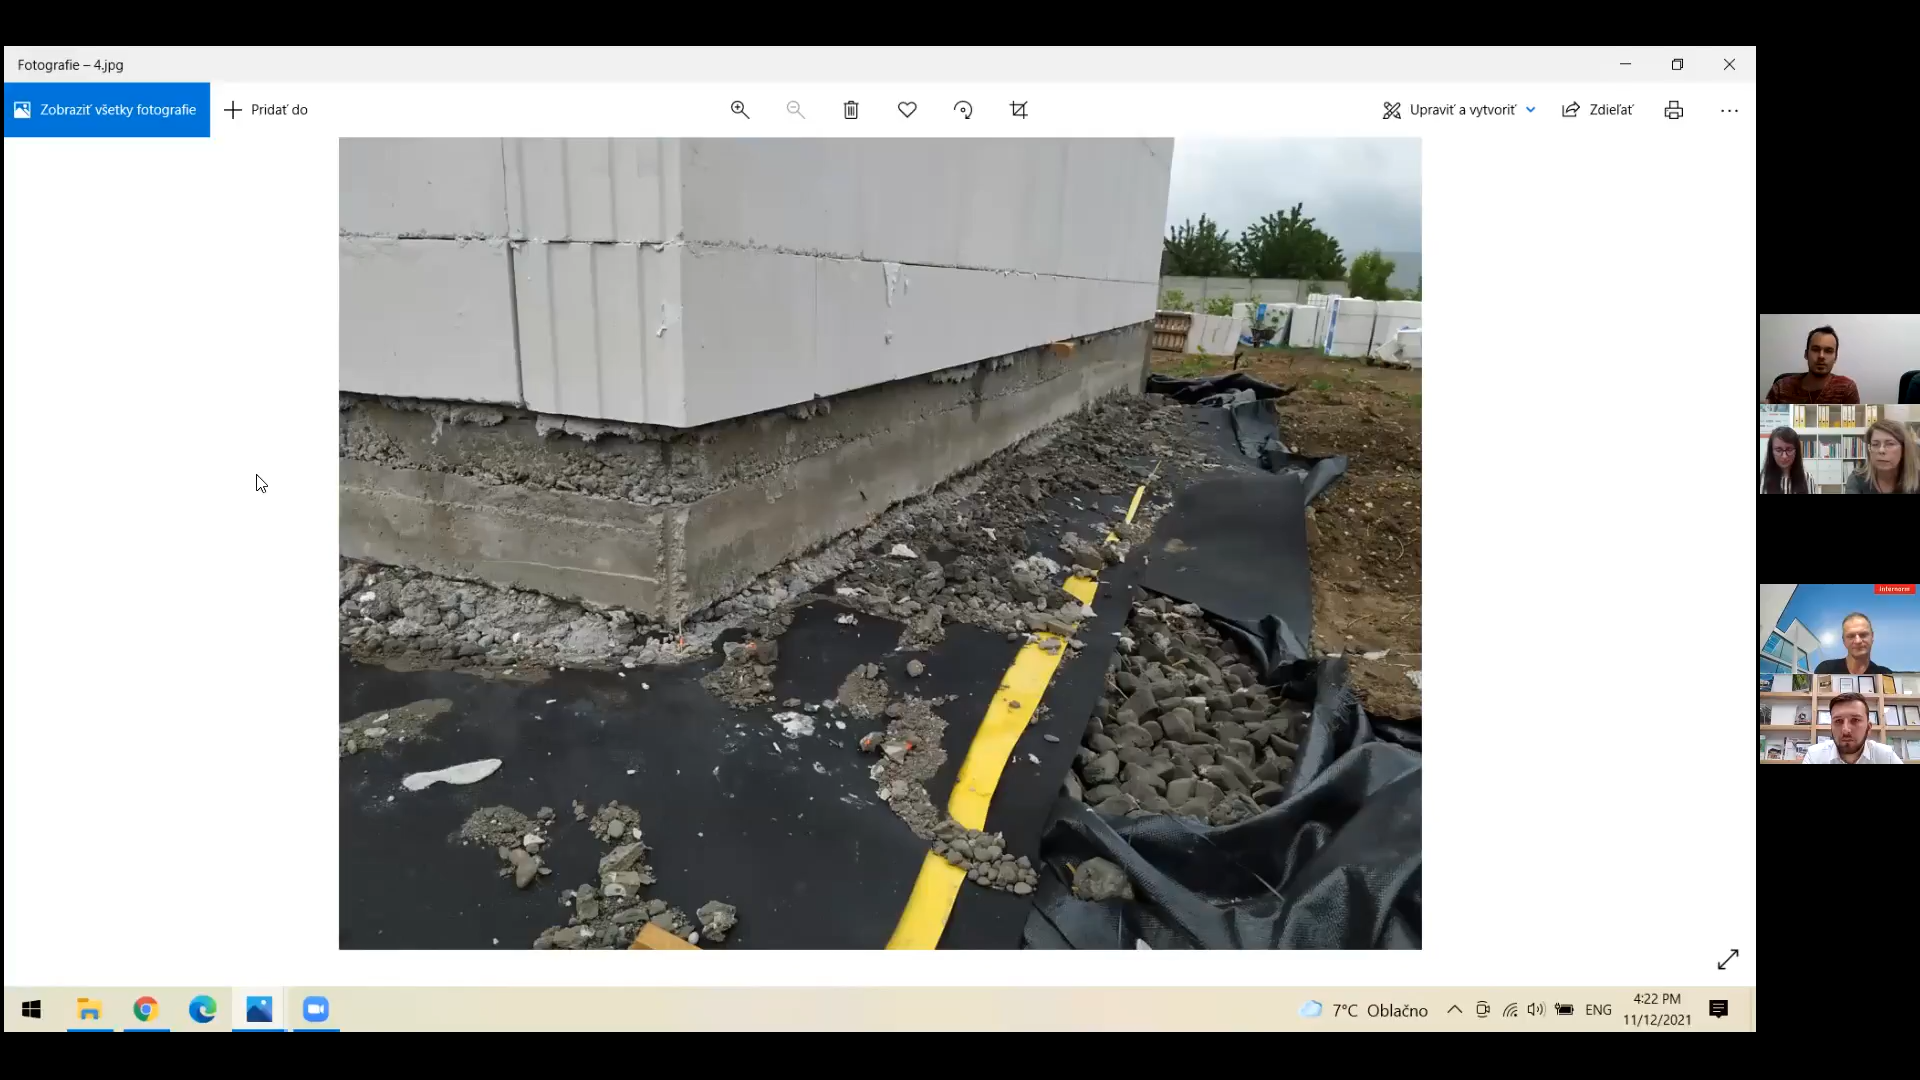 Fotografie – 4.jpg
Zobraziť všetky fotografie
Pridať do
Upraviť a vytvoriť
Zdieľať
internorm
7°C Oblačno
ENG
4:22 PM
11/12/2021